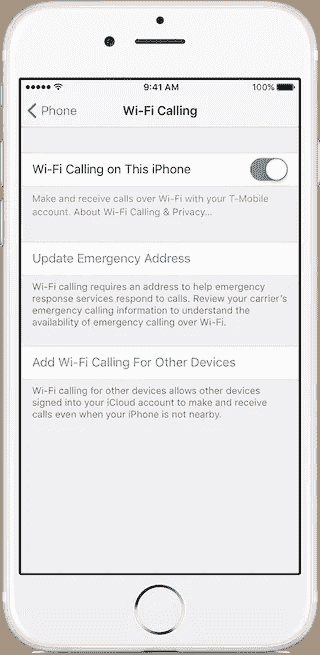 9:41 AM 100%
Phone Wi-Fi Calling
Wi-Fi Calling on This iPhone
Make and receive calls over Wi-Fi with your T-Mobile
account. About Wi-Fi Calling & Privacy...
Update Emergency Address
Wi-Fi calling requires an address to help emergency
response services respond to calls. Review your carrier's
emergency calling information to understand the
availability of emergency calling over Wi-Fi.
Add Wi-Fi Calling For Other Devices
Wi-Fi calling for other devices allows other devices
signed into your iCloud account to make and receive
calls even when your iPhone is not nearby.